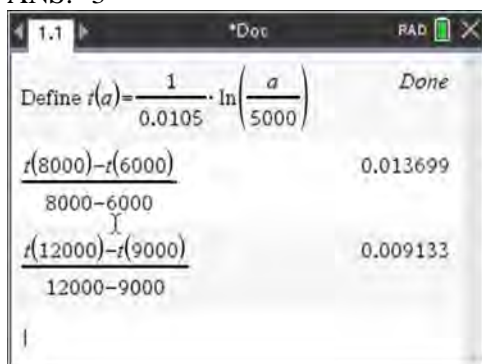 ANS: 3
1.1 *Doc RAD
Define t(a)=1/0.0105·ln(a/5000) Done
t(8000)−t(6000)/8000−6000 0.013699
t(12000)−t(9000)/12000−9000 0.009133